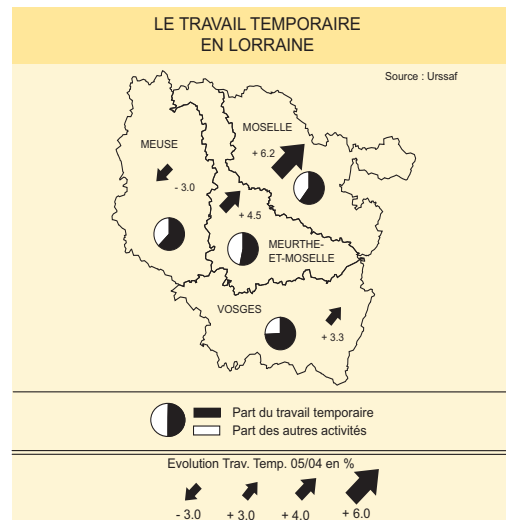 LE TRAVAIL TEMPORAIRE
EN LORRAINE
Source : Urssaf
MOSELLE
MEUSE
+ 6.2
- 3.0
+ 4.5
MEURTHE-
ET-MOSELLE
VOSGES
+ 3.3
Part du travail temporaire
Part des autres activités
Evolution Trav. Temp. 05/04 en %
- 3.0 + 3.0 + 4.0 + 6.0